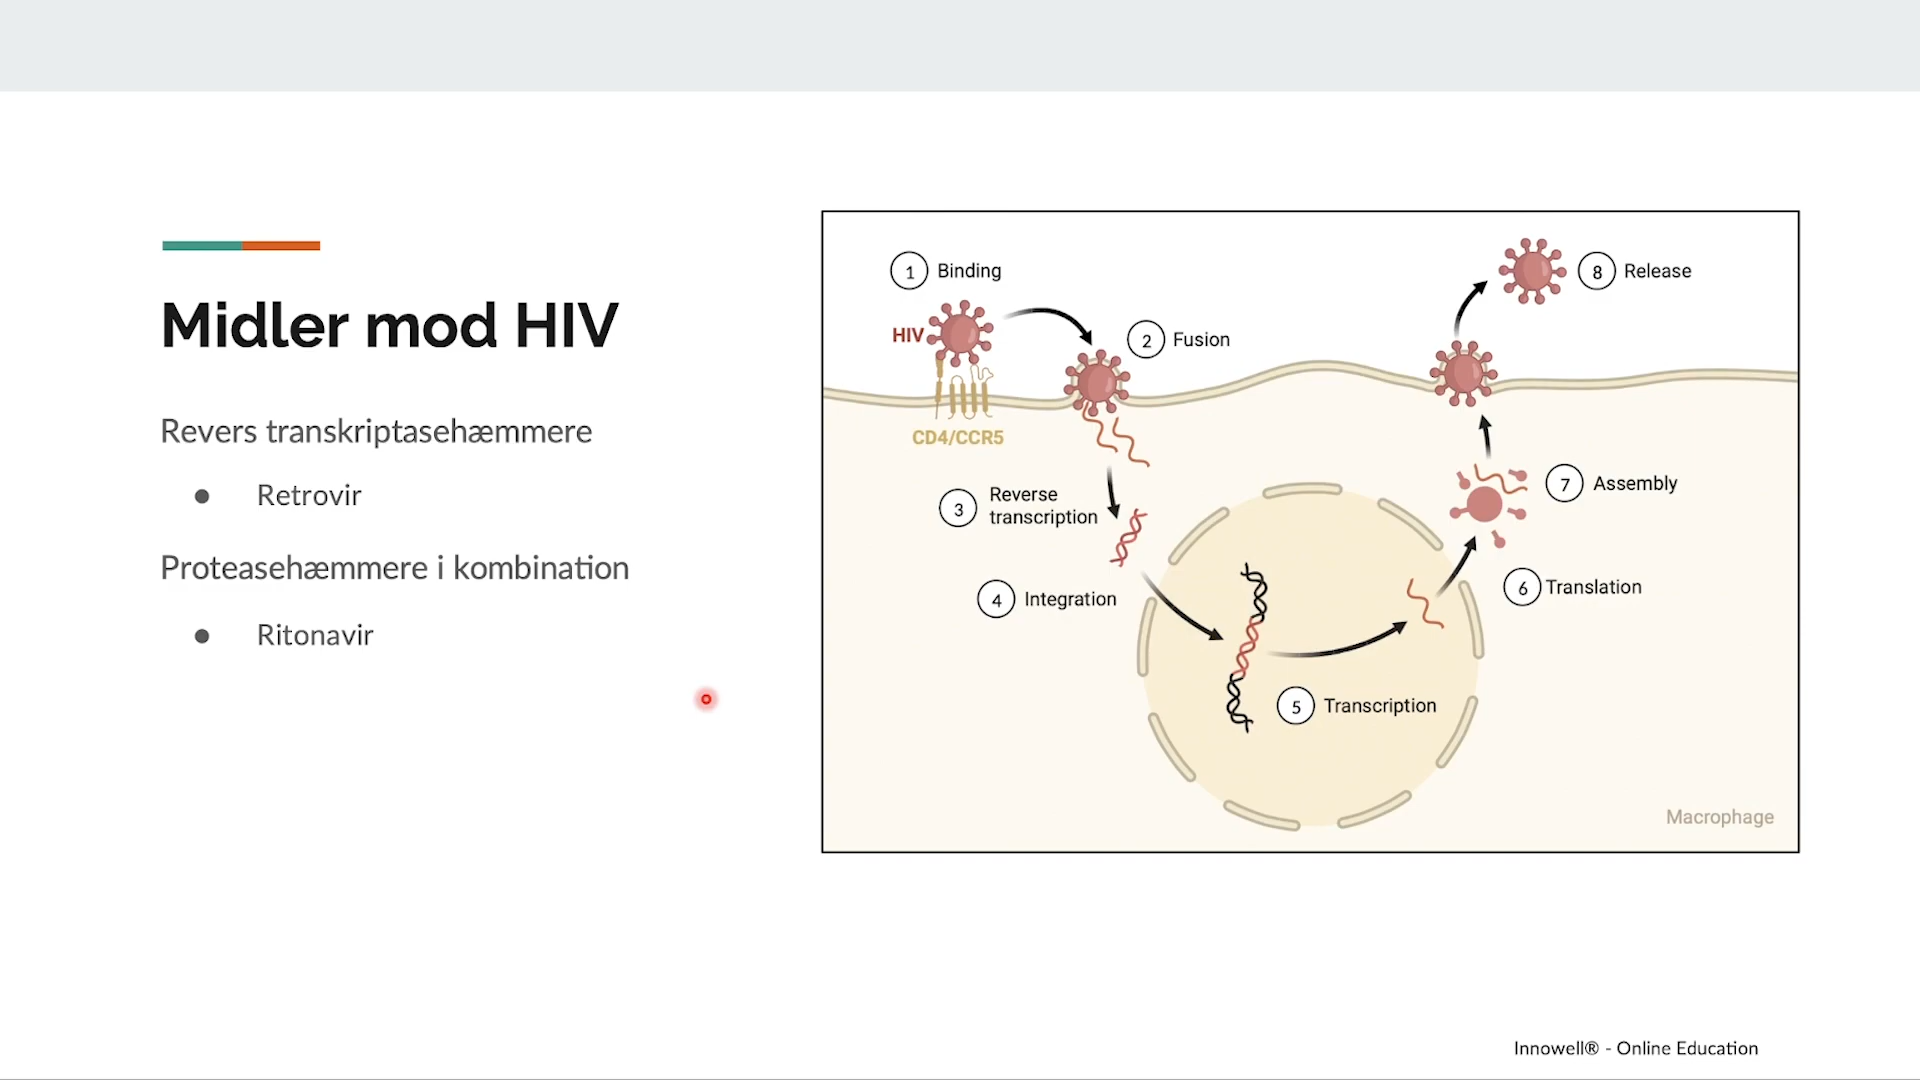 Midler mod HIV
Revers transkriptasehæmmere
● Retrovir
Proteasehæmmere i kombination
● Ritonavir
1 Binding
HIV
CD4/CCR5
2 Fusion
3 Reverse
transcription
4 Integration
5 Transcription
6 Translation
7 Assembly
8 Release
Macrophage
Innowell® - Online Education